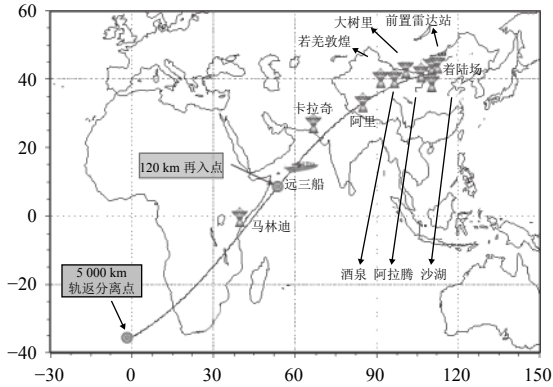 60
40
20
0
−20
−40
−30
0
30
60
90
120
150
大树里
前置雷达站
若羌敦煌
着陆场
卡拉奇
阿里
120 km 再入点
远三船
马林迪
酒泉
阿拉腾
沙湖
5 000 km
轨返分离点